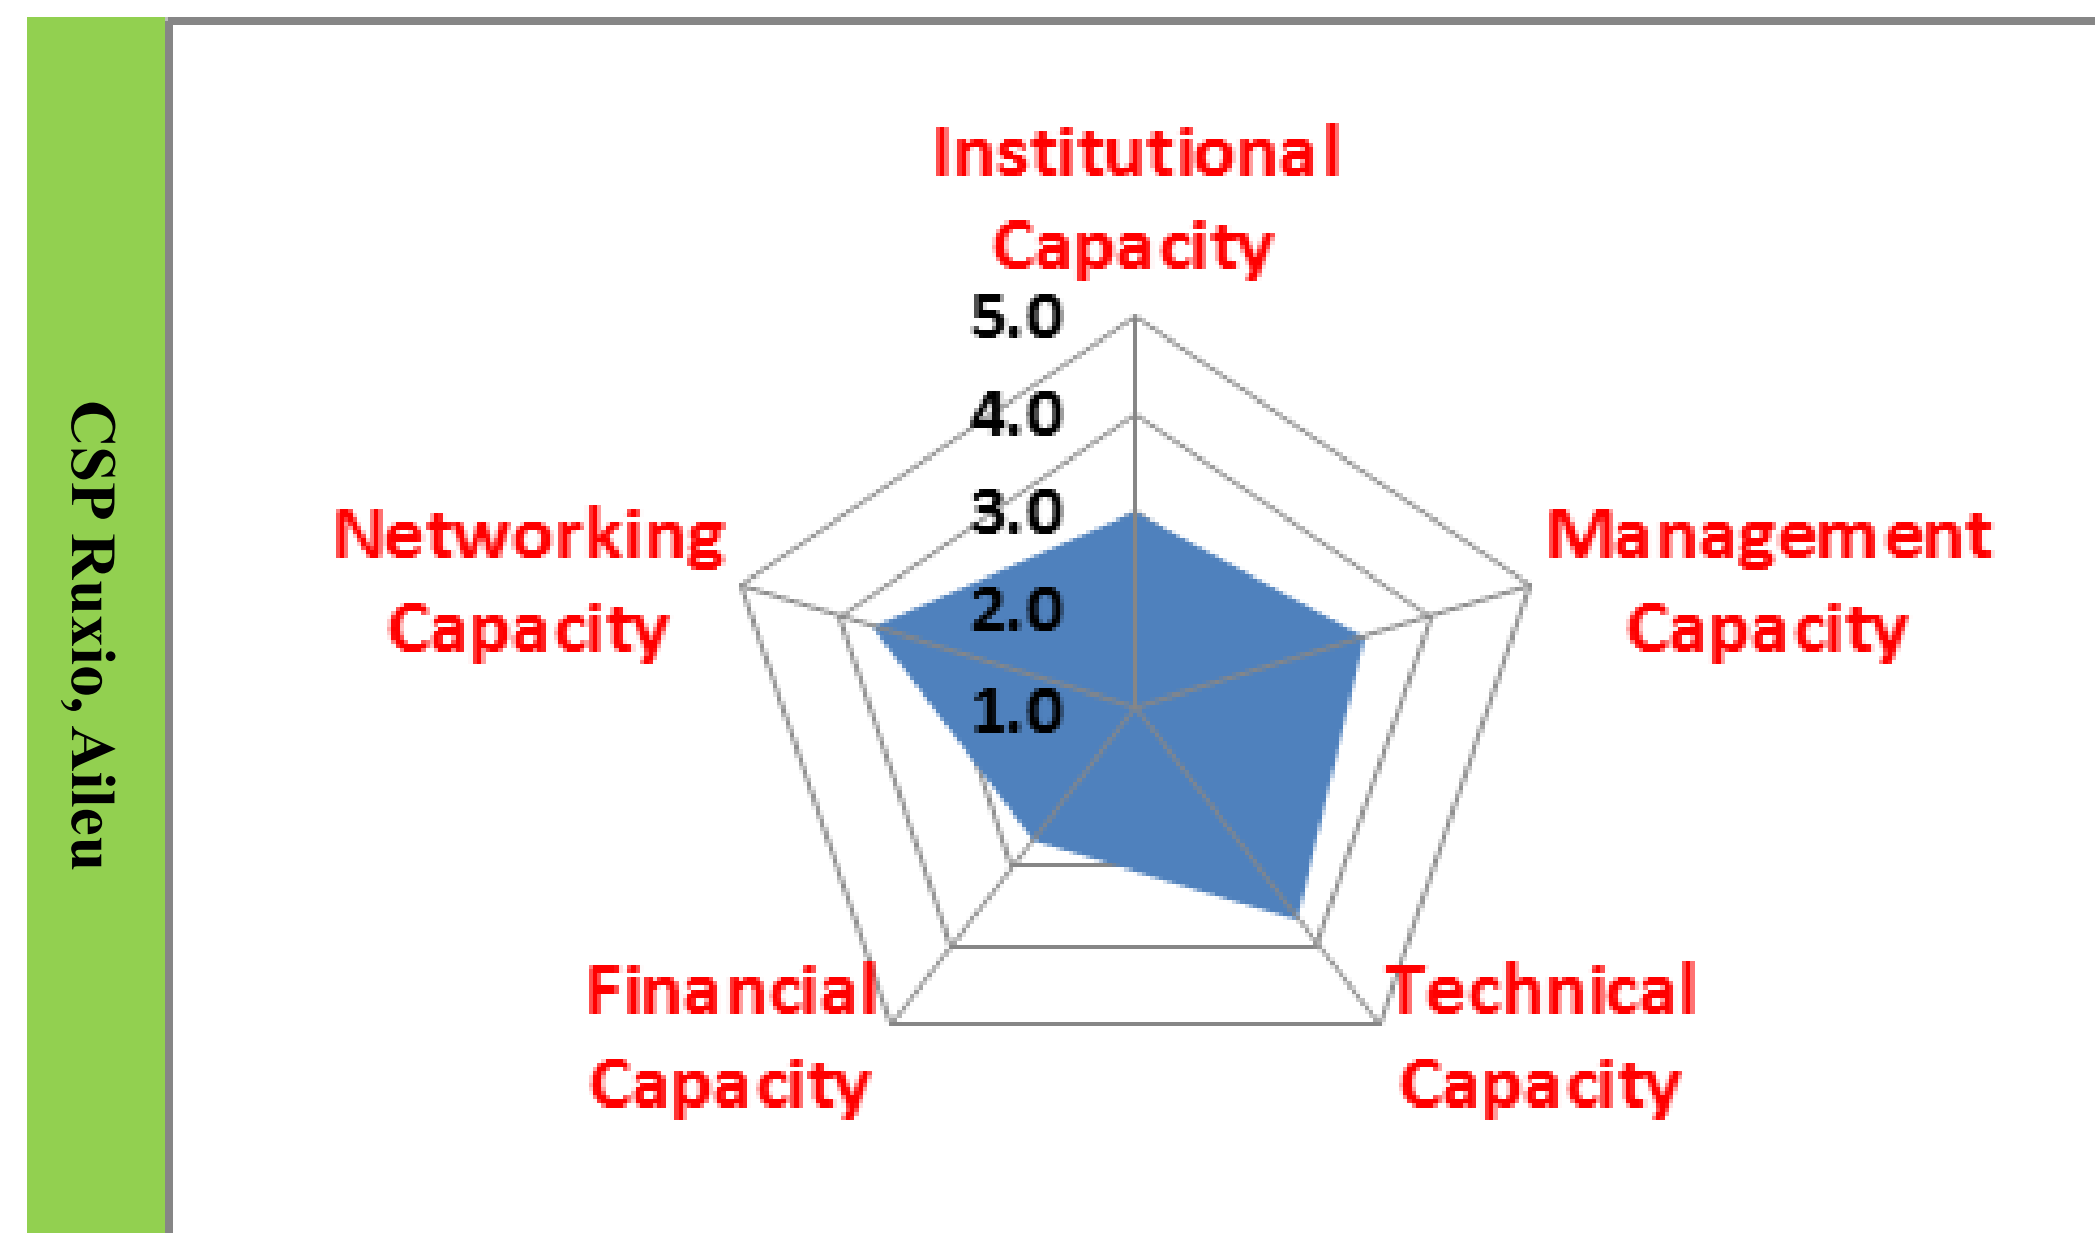 CSP Ruxio, Aileu
Institutional
Capacity
5.0
4.0
3.0
2.0
1.0
Networking
Capacity
Management
Capacity
Financial
Capacity
Technical
Capacity